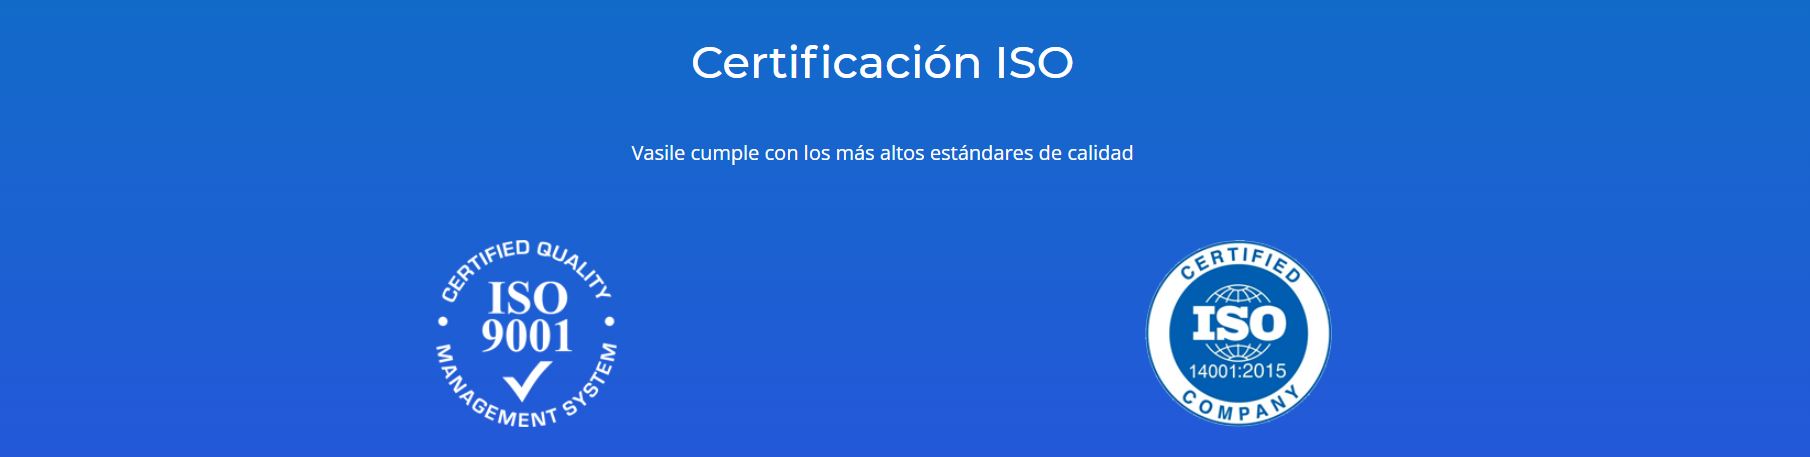 Certificación ISO
Vasile cumple con los más altos estándares de calidad
CERTIFIED QUALITY
ISO
9001
MANAGEMENT SYSTEM
CERTIFIED
ISO
14001:2015
COMPANY